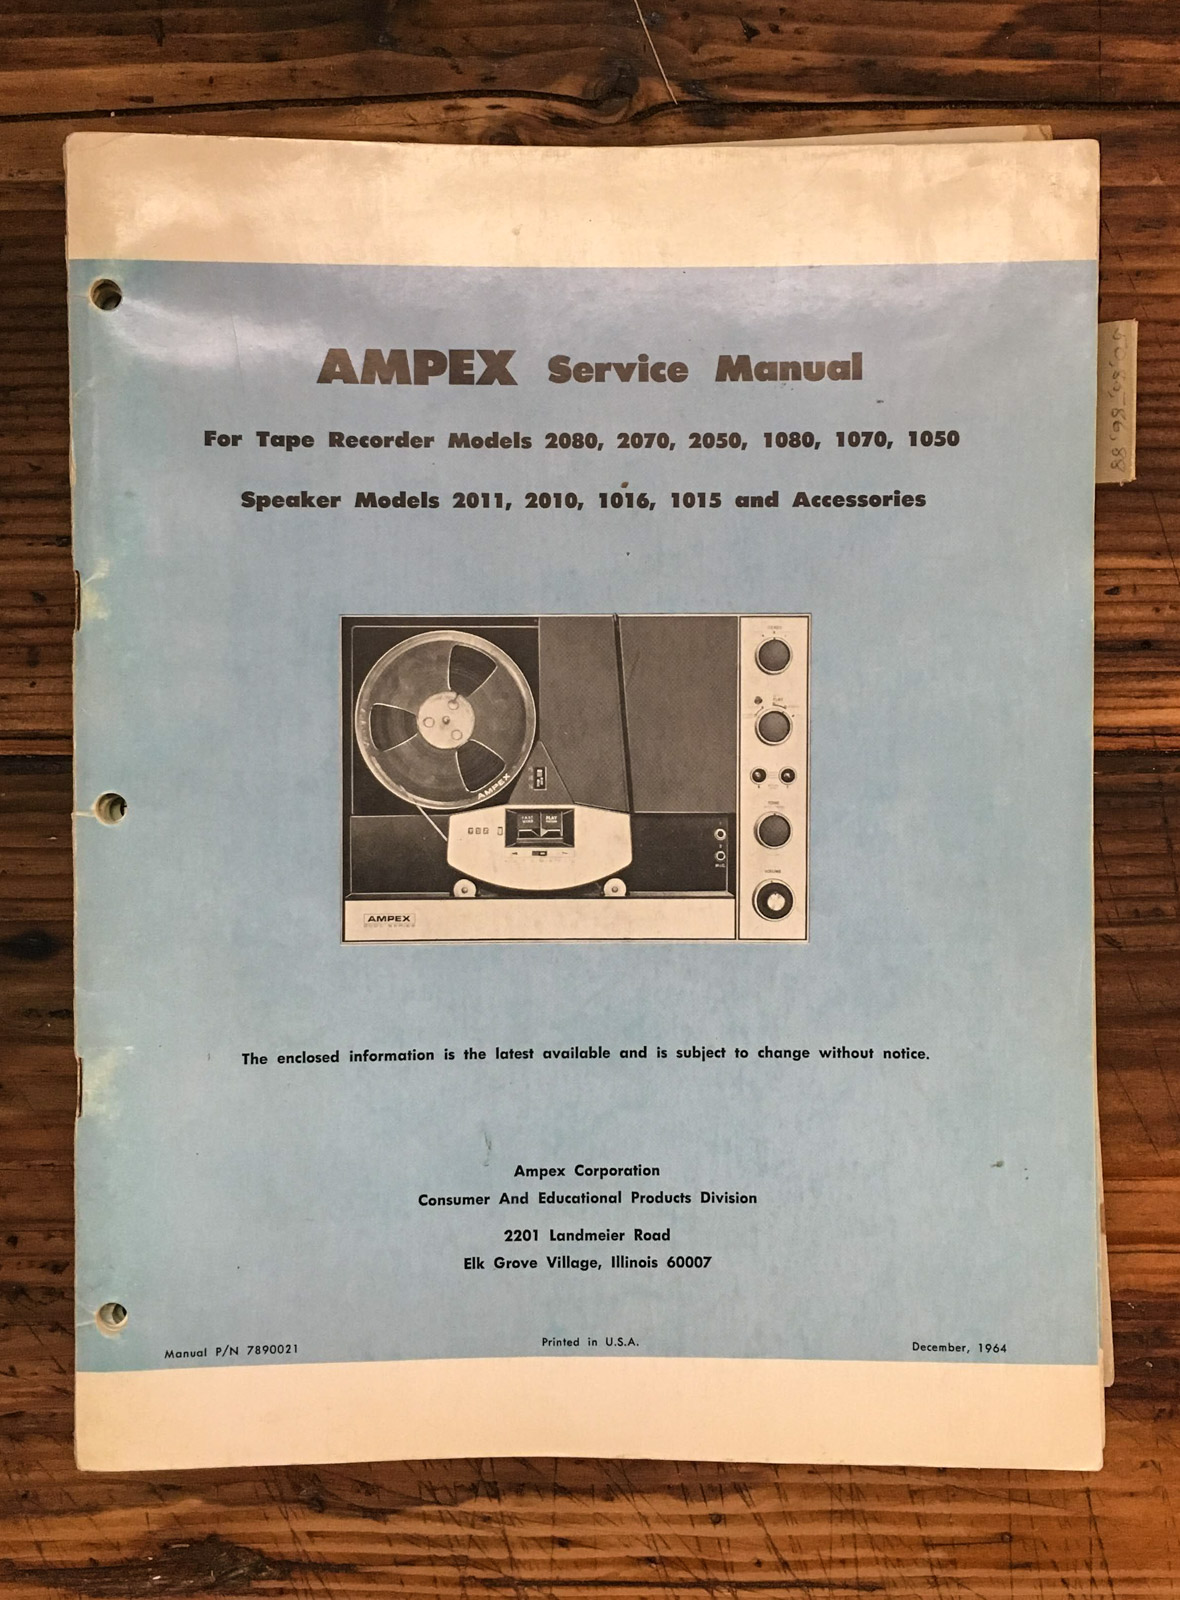 AMPEX Service Manual
For Tape Recorder Models 2080, 2070, 2050, 1080, 1070, 1050
Speaker Models 2011, 2010, 1016, 1015 and Accessories
AMPEX
FAST WIND
PLAY
VOLUME
AMPEX
The enclosed information is the latest available and is subject to change without notice.
Ampex Corporation
Consumer And Educational Products Division
2201 Landmeier Road
Elk Grove Village, Illinois 60007
Manual P/N 7890021
Printed in U.S.A.
December, 1964